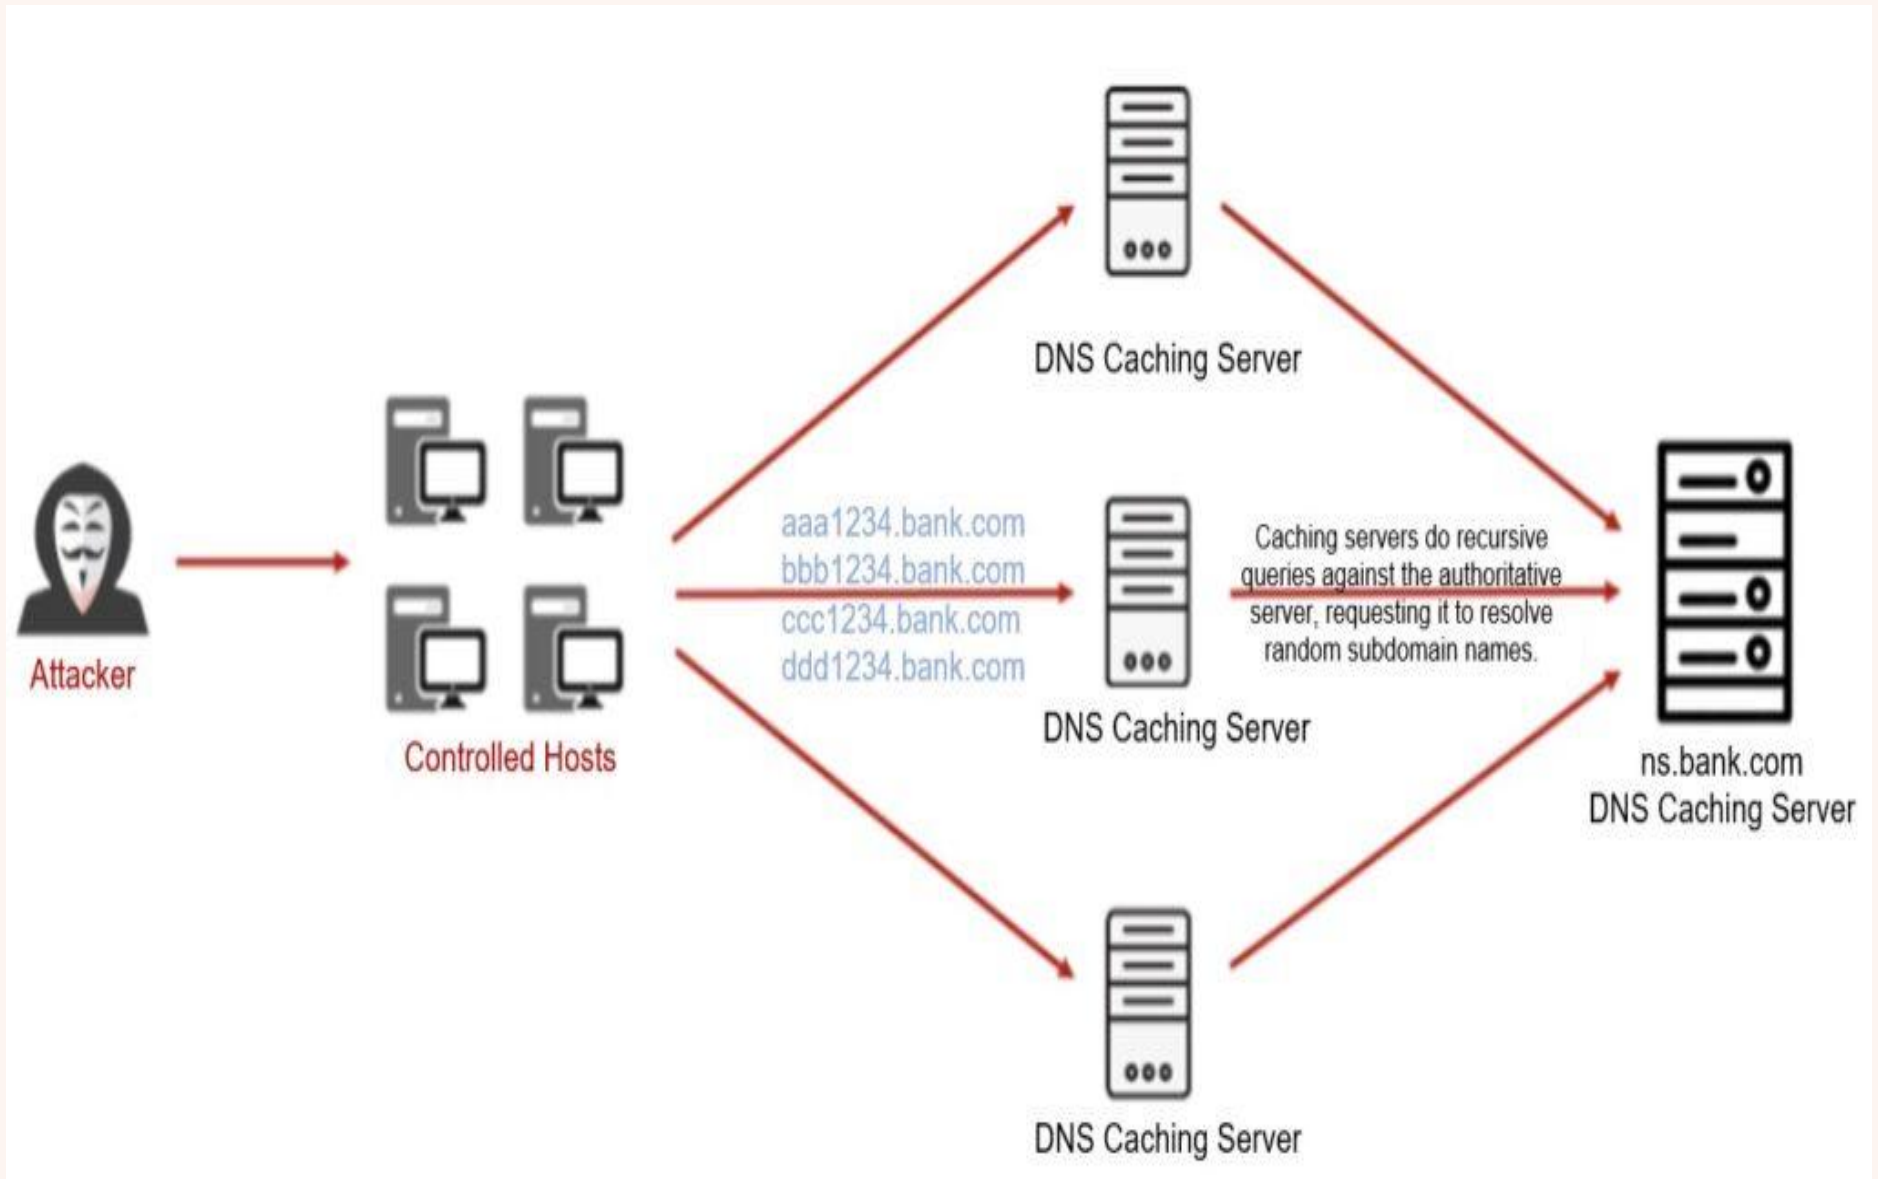 Attacker
Controlled Hosts
aaa1234.bank.com
bbb1234.bank.com
ccc1234.bank.com
ddd1234.bank.com
DNS Caching Server
DNS Caching Server
DNS Caching Server
Caching servers do recursive
queries against the authoritative
server, requesting it to resolve
random subdomain names.
ns.bank.com
DNS Caching Server